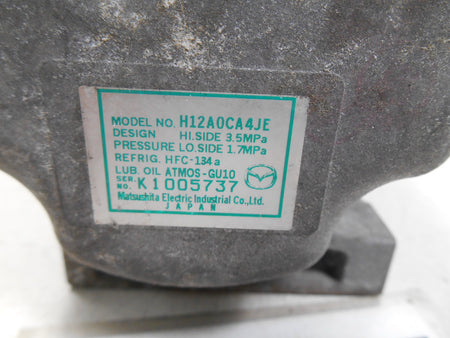 MODEL NO. H12A0CA4JE
DESIGN HI.SIDE 3.5MPa
PRESSURE LO.SIDE 1.7MPa
REFRIG. HFC-134a
LUB. OIL ATMOS-GU10
SER. NO. K1005737
Matsushita Electric Industrial Co.,Ltd.
JAPAN